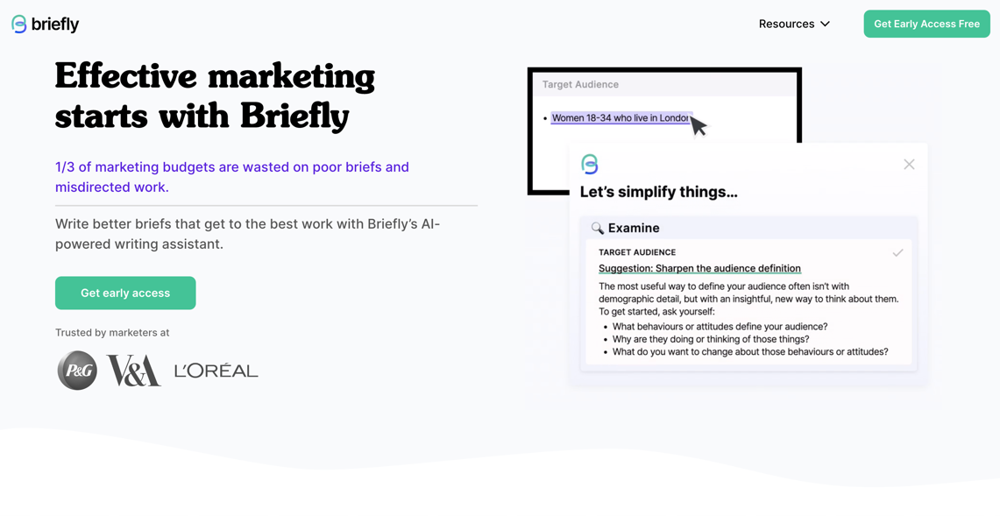 briefly
Resources
Get Early Access Free
Effective marketing
starts with Briefly
1/3 of marketing budgets are wasted on poor briefs and
misdirected work.
Write better briefs that get to the best work with Briefly’s AI-
powered writing assistant.
Get early access
Trusted by marketers at
P&G
V&A
L'ORÉAL
Target Audience
• Women 18-34 who live in London
Let’s simplify things...
Examine
TARGET AUDIENCE
Suggestion: Sharpen the audience definition
The most useful way to define your audience often isn’t with
demographic detail, but with an insightful, new way to think about them.
To get started, ask yourself:
• What behaviours or attitudes define your audience?
• Why are they doing or thinking of those things?
• What do you want to change about those behaviours or attitudes?